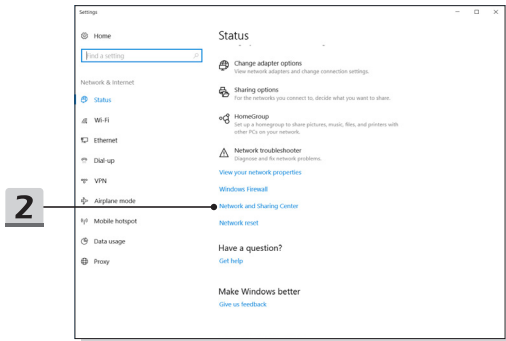 Settings
Home
Status
Find a setting
Network & Internet
Status
Wi-Fi
Ethernet
Dial-up
VPN
Airplane mode
Mobile hotspot
Data usage
Proxy
Change adapter options
View network adapters and change connection settings.
Sharing options
For the networks you connect to, decide what you want to share.
HomeGroup
Set up a homegroup to share pictures, music, files, and printers with
other PCs on your network.
Network troubleshooter
Diagnose and fix network problems.
View your network properties
Windows Firewall
Network and Sharing Center
Network reset
Have a question?
Get help
Make Windows better
Give us feedback
2